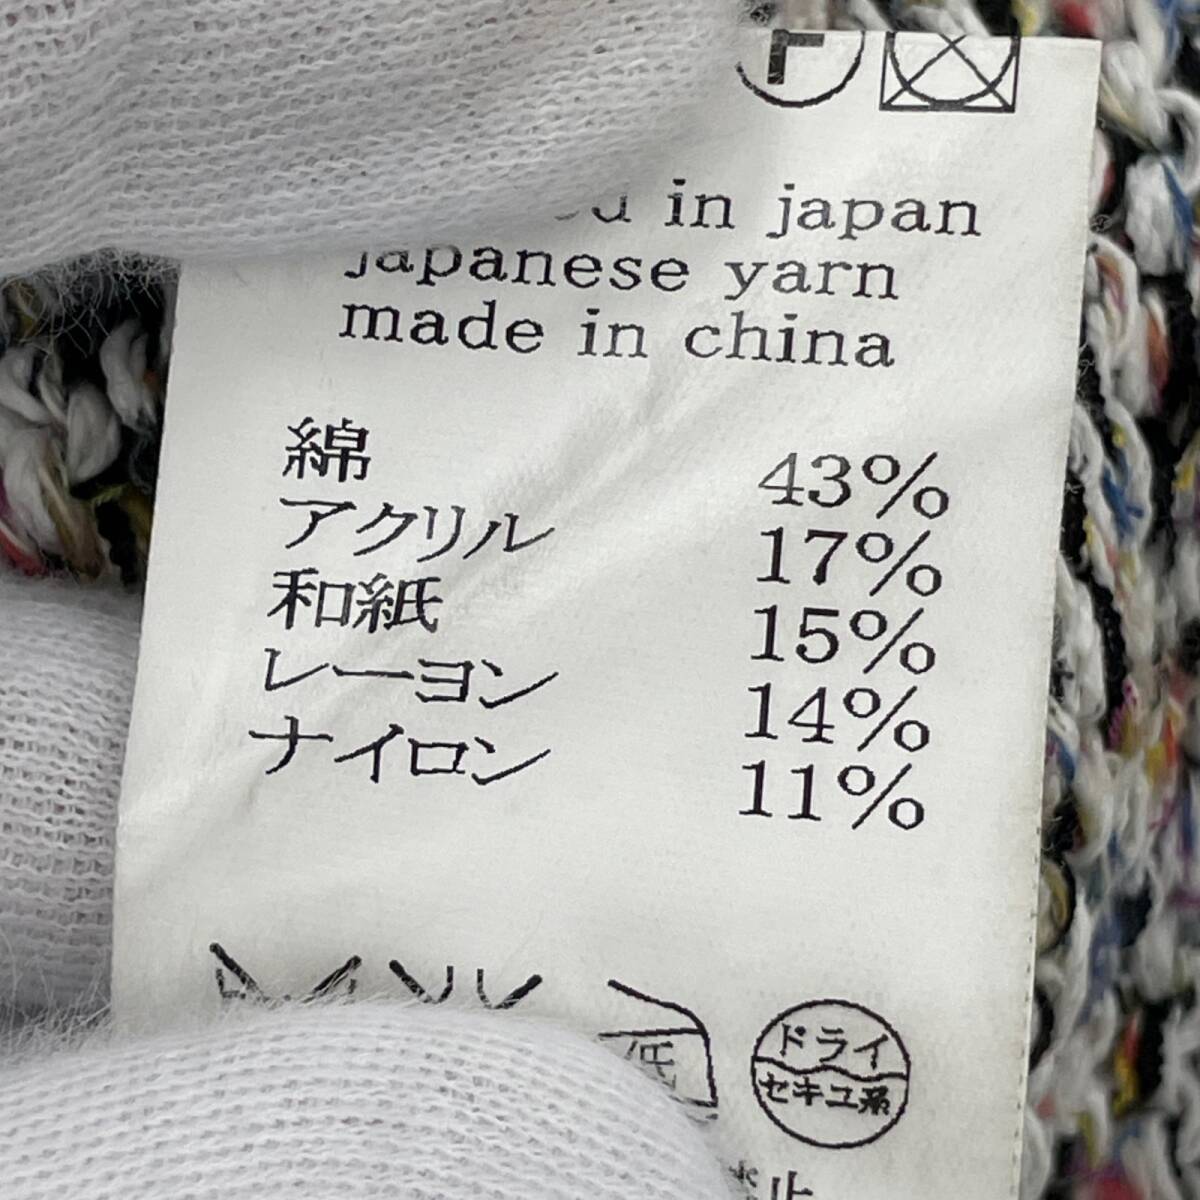 in japan
japanese yarn
made in china
綿 43%
アクリル 17%
和紙 15%
レーヨン 14%
ナイロン 11%
低
ドライ
セキユ系